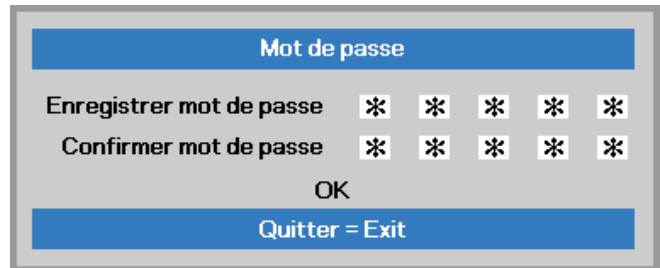 Mot de passe
Enregistrer mot de passe * * * * *
Confirmer mot de passe * * * * *
OK
Quitter = Exit